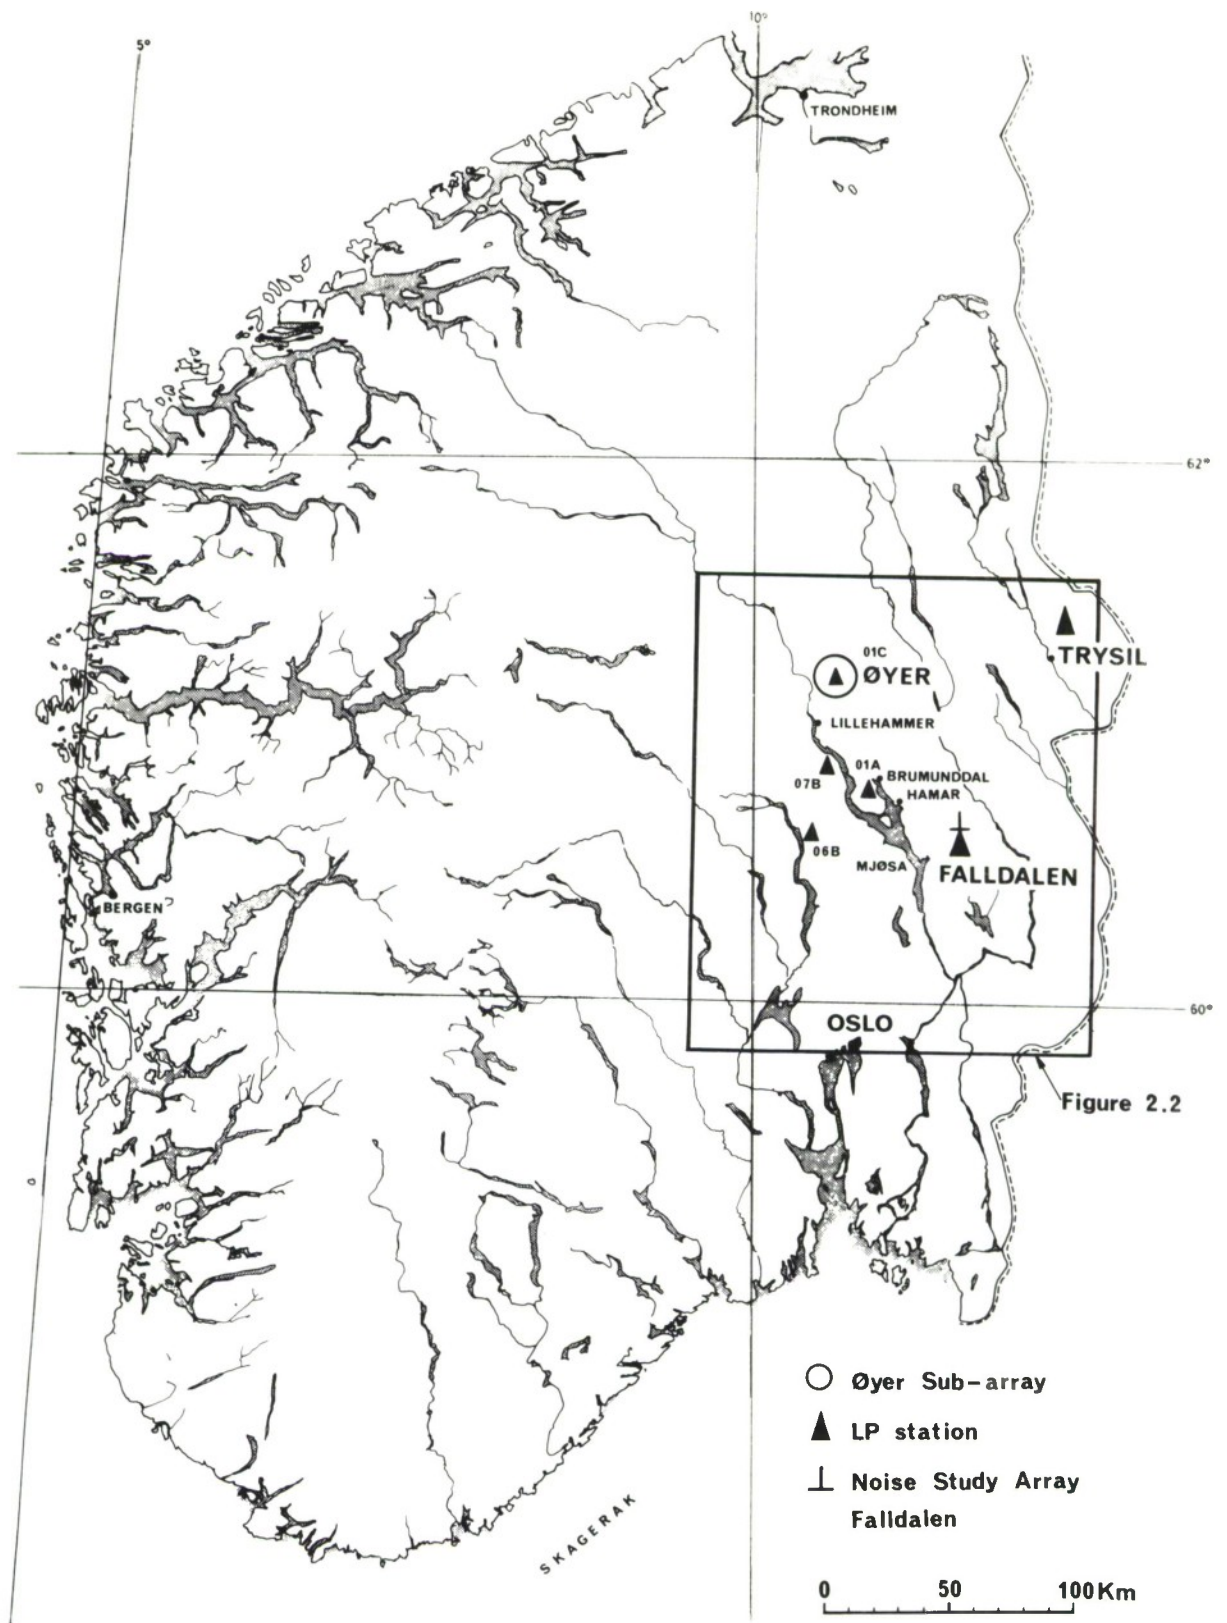 5°
10°
TRONDHEIM
62°
01C
ØYER
TRYSIL
LILLEHAMMER
01A
BRUMUNDDAL
07B
HAMAR
06B
MJØSA
FALLDALEN
BERGEN
60°
OSLO
Figure 2.2
Øyer Sub-array
LP station
Noise Study Array
Falldalen
SKAGERAK
0 50 100Km